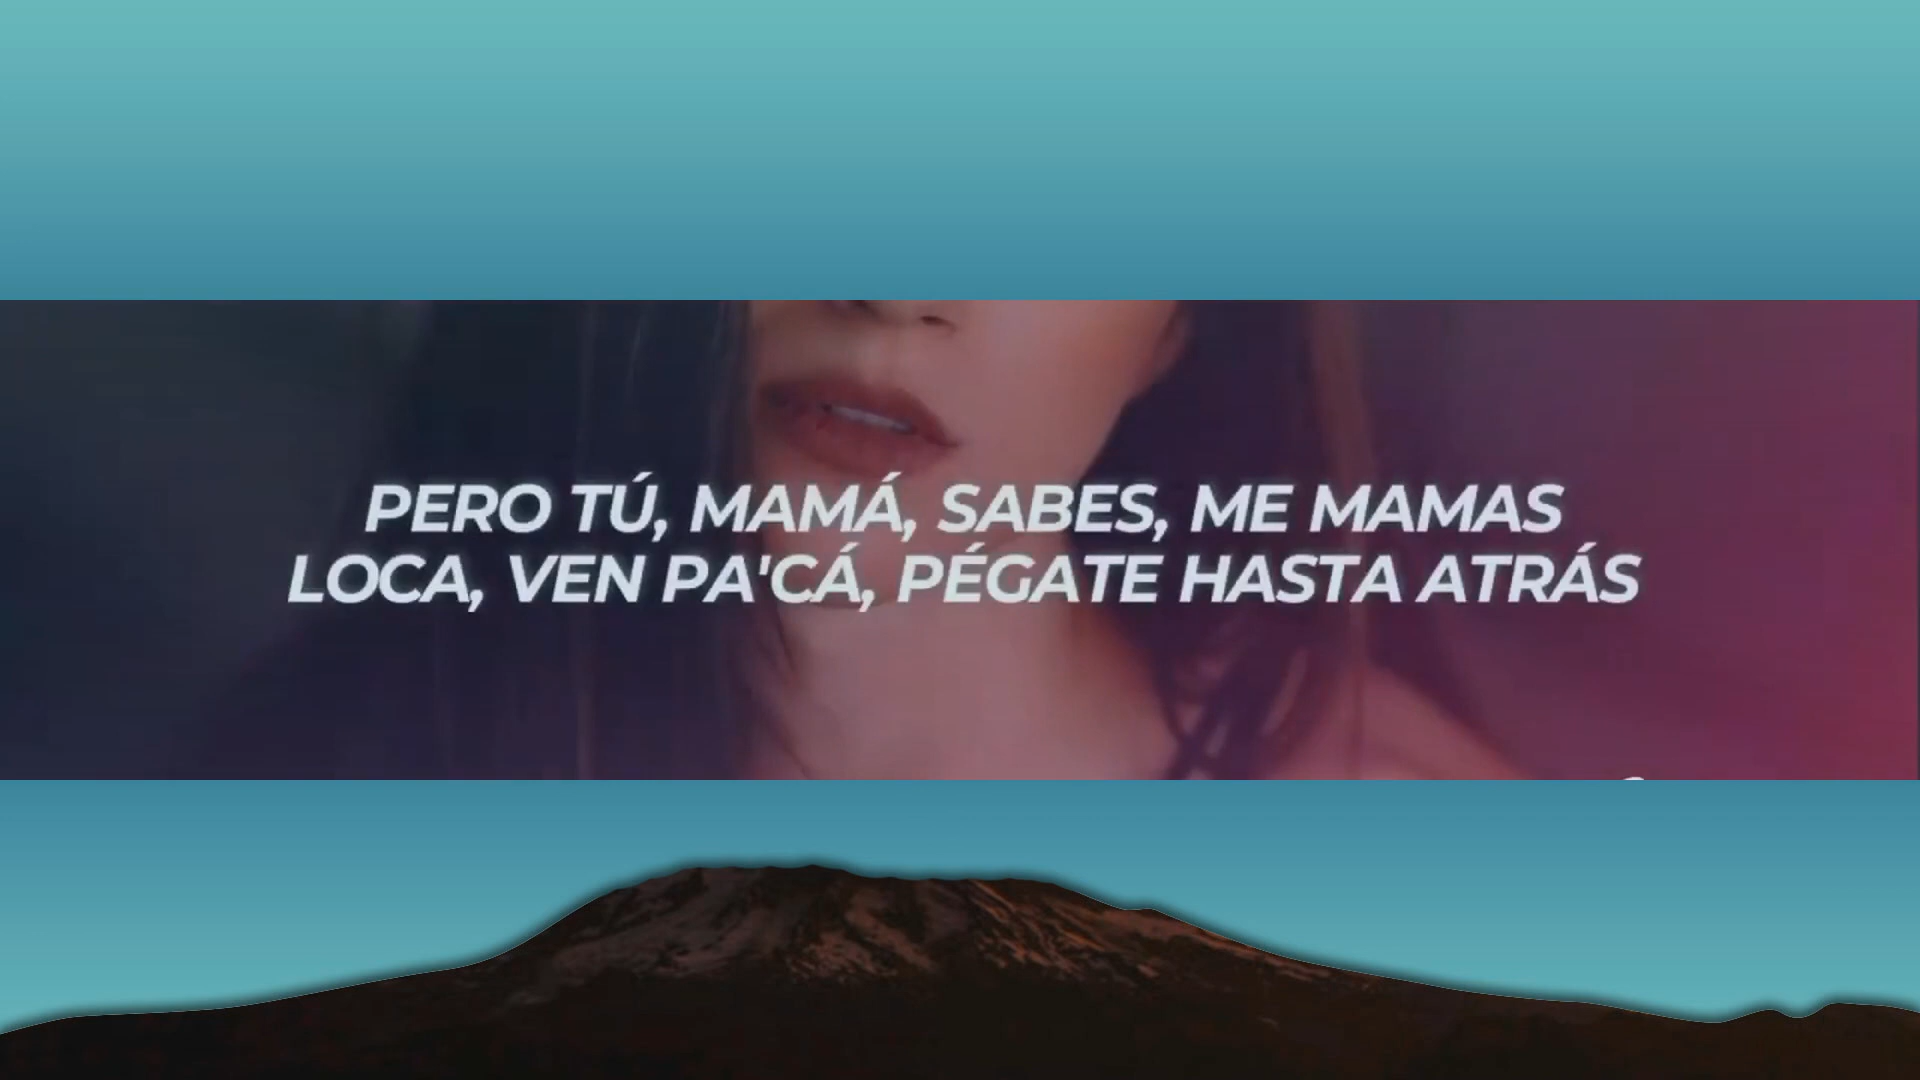 PERO TÚ, MAMÁ, SABES, ME MAMAS
LOCA, VEN PA'CÁ, PÉGATE HASTA ATRÁS